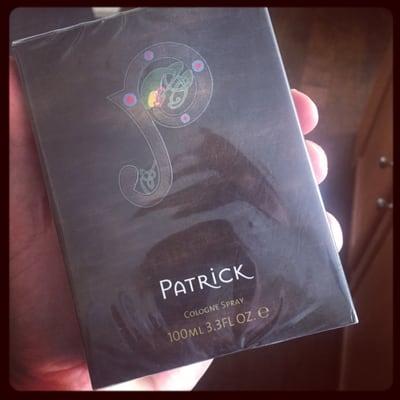 P
PATRICK
COLOGNE SPRAY
100ML 3.3FL OZ. ℮